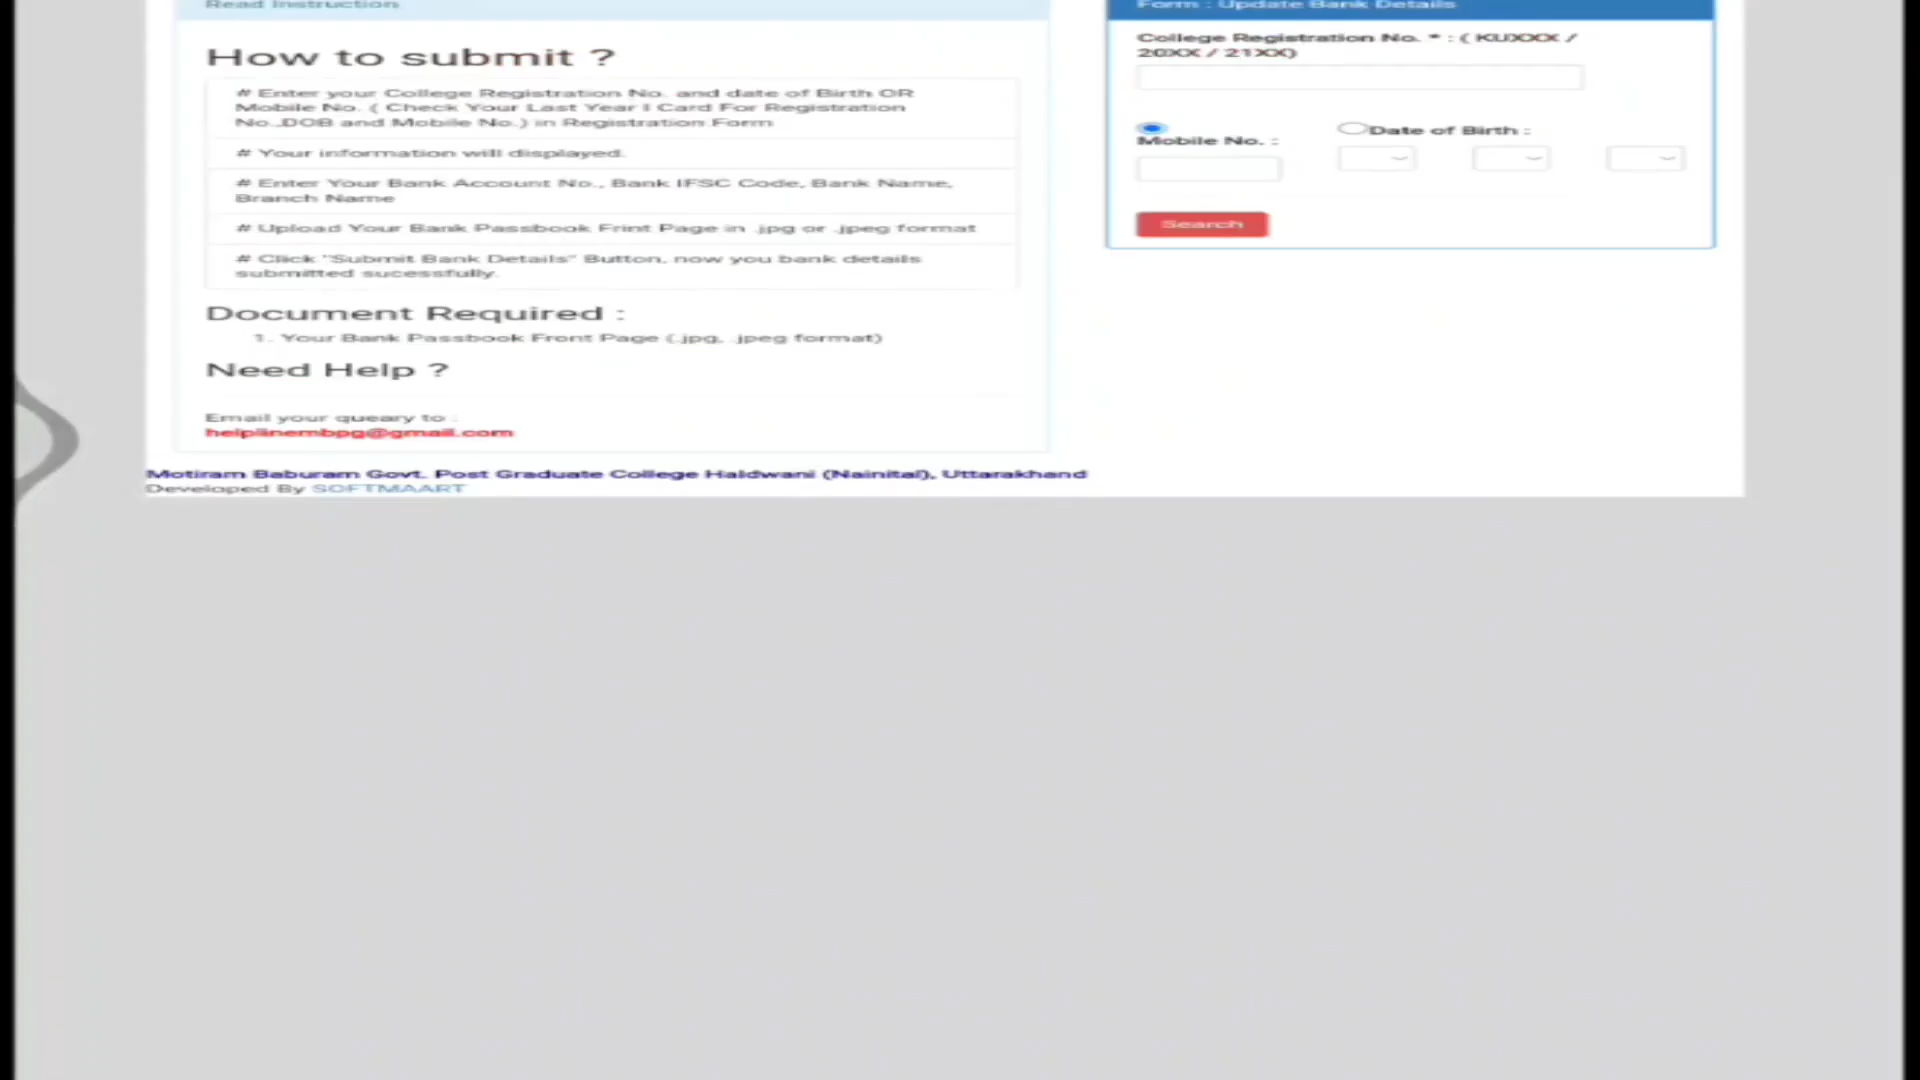 Read Instruction
How to submit ?
# Enter your College Registration No. and date of Birth OR
Mobile No. ( Check Your Last Year I Card For Registration
No.,DOB and Mobile No.) in Registration Form
# Your information will displayed.
# Enter Your Bank Account No., Bank IFSC Code, Bank Name,
Branch Name
# Upload Your Bank Passbook Frint Page in .jpg or .jpeg format
# Click "Submit Bank Details" Button, now you bank details
submitted sucessfully.
Document Required :
1. Your Bank Passbook Front Page (.jpg, .jpeg format)
Need Help ?
Email your queary to :
helplinembpg@gmail.com
Form : Update Bank Details
College Registration No. * : ( KUXXX /
20XX / 21XX)
Mobile No. :
Date of Birth :
Search
Motiram Baburam Govt. Post Graduate College Haldwani (Nainital), Uttarakhand
Developed By SOFTMAART